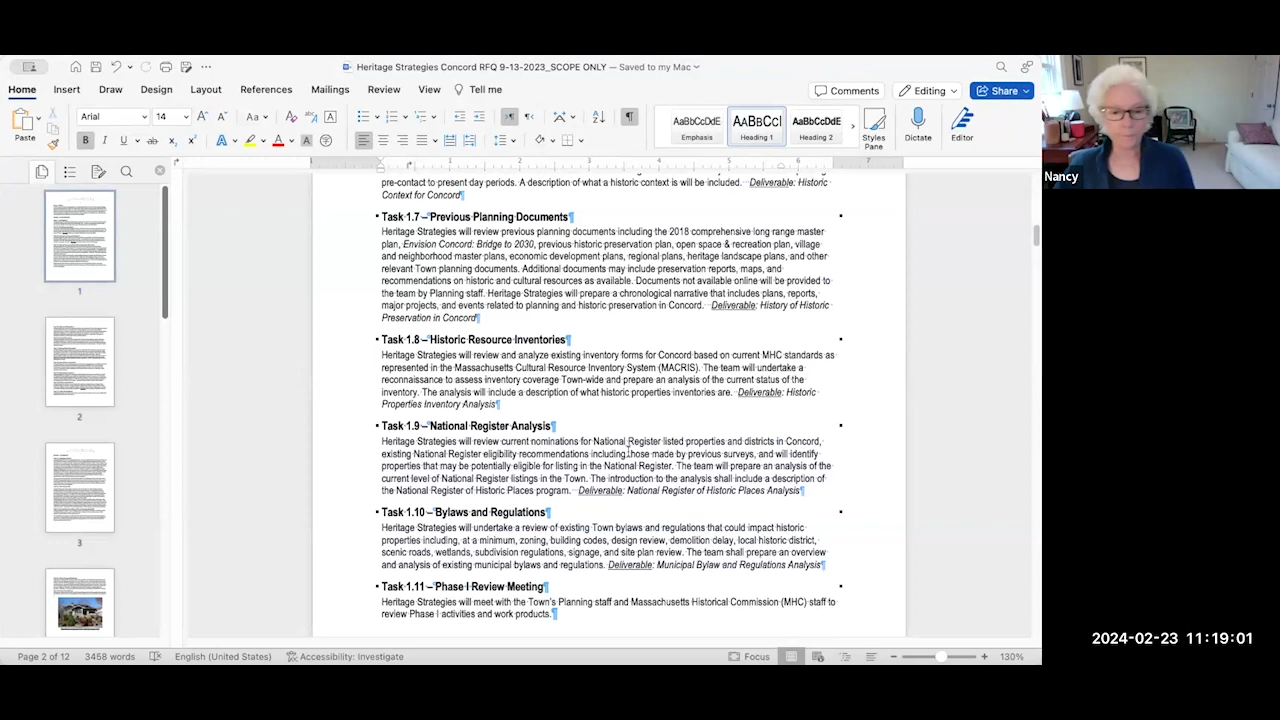 Heritage Strategies Concord RFQ 9-13-2023_SCOPE ONLY — Saved to my Mac
Home Insert Draw Design Layout References Mailings Review View Tell me
Comments Editing Share
Paste
Arial 14
AaBbCcDdE AaBbCcI AaBbCcDdE
Emphasis Heading 1 Heading 2
Styles Pane
Dictate
Editor
Nancy
1 1 2 3 4 5 6 7
pre-contact to present day periods. A description of what a historic context is will be included. Deliverable: Historic
Context for Concord¶
Task 1.7 – Previous Planning Documents¶
Heritage Strategies will review previous planning documents including the 2018 comprehensive long range master
plan, Envision Concord: Bridge to 2030, previous historic preservation plan, open space & recreation plan, village
and neighborhood master plans, economic development plans, regional plans, heritage landscape plans, and other
relevant Town planning documents. Additional documents may include preservation reports, maps, and
recommendations on historic and cultural resources as available. Documents not available online will be provided to
the team by Planning staff. Heritage Strategies will prepare a chronological narrative that includes plans, reports,
major projects, and events related to planning and historic preservation in Concord. Deliverable: History of Historic
Preservation in Concord¶
Task 1.8 – Historic Resource Inventories¶
Heritage Strategies will review and analyze existing inventory forms for Concord based on current MHC standards as
represented in the Massachusetts Cultural Resource Inventory System (MACRIS). The team will undertake a
reconnaissance to assess inventory coverage Town-wide and prepare an analysis of the current status of the
inventory. The analysis will include a description of what historic properties inventories are. Deliverable: Historic
Properties Inventory Analysis¶
Task 1.9 – National Register Analysis¶
Heritage Strategies will review current nominations for National Register listed properties and districts in Concord,
existing National Register eligibility recommendations including those made by previous surveys, and will identify
properties that may be potentially eligible for listing in the National Register. The team will prepare an analysis of the
current level of National Register listings in the Town. The introduction to the analysis shall include a description of
the National Register of Historic Places program. Deliverable: National Register of Historic Places Analysis¶
Task 1.10 – Bylaws and Regulations¶
Heritage Strategies will undertake a review of existing Town bylaws and regulations that could impact historic
properties including, at a minimum, zoning, building codes, design review, demolition delay, local historic district,
scenic roads, wetlands, subdivision regulations, signage, and site plan review. The team shall prepare an overview
and analysis of existing municipal bylaws and regulations. Deliverable: Municipal Bylaw and Regulations Analysis¶
Task 1.11 – Phase I Review Meeting¶
Heritage Strategies will meet with the Town's Planning staff and Massachusetts Historical Commission (MHC) staff to
review Phase I activities and work products.¶
1
2
3
2024-02-23 11:19:01
Page 2 of 12 3458 words English (United States) Accessibility: Investigate Focus 130%